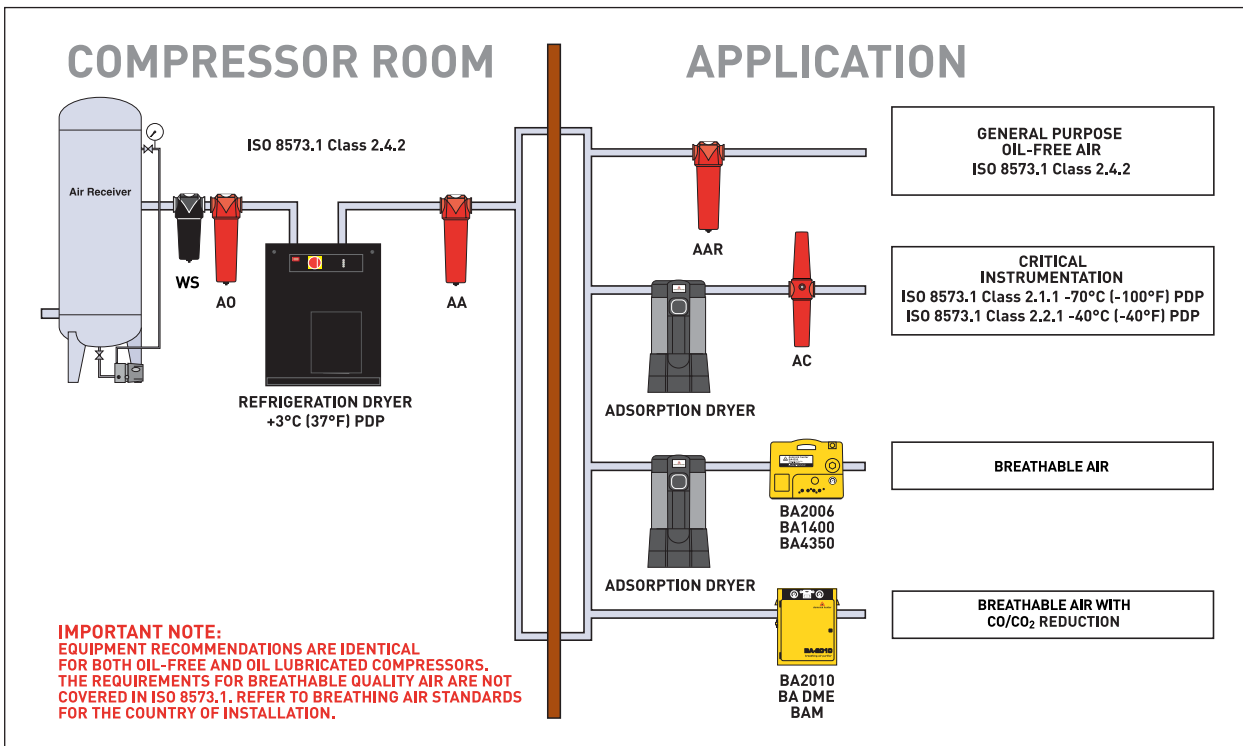 COMPRESSOR ROOM
APPLICATION
ISO 8573.1 Class 2.4.2
Air Receiver
WS
AO
REFRIGERATION DRYER
+3°C (37°F) PDP
AA
AAR
GENERAL PURPOSE
OIL-FREE AIR
ISO 8573.1 Class 2.4.2
ADSORPTION DRYER
AC
CRITICAL
INSTRUMENTATION
ISO 8573.1 Class 2.1.1 -70°C (-100°F) PDP
ISO 8573.1 Class 2.2.1 -40°C (-40°F) PDP
ADSORPTION DRYER
BA2006
BA1400
BA4350
BREATHABLE AIR
BA-2010
BA2010
BA DME
BAM
BREATHABLE AIR WITH
CO/CO₂ REDUCTION
IMPORTANT NOTE:
EQUIPMENT RECOMMENDATIONS ARE IDENTICAL
FOR BOTH OIL-FREE AND OIL LUBRICATED COMPRESSORS.
THE REQUIREMENTS FOR BREATHABLE QUALITY AIR ARE NOT
COVERED IN ISO 8573.1. REFER TO BREATHING AIR STANDARDS
FOR THE COUNTRY OF INSTALLATION.